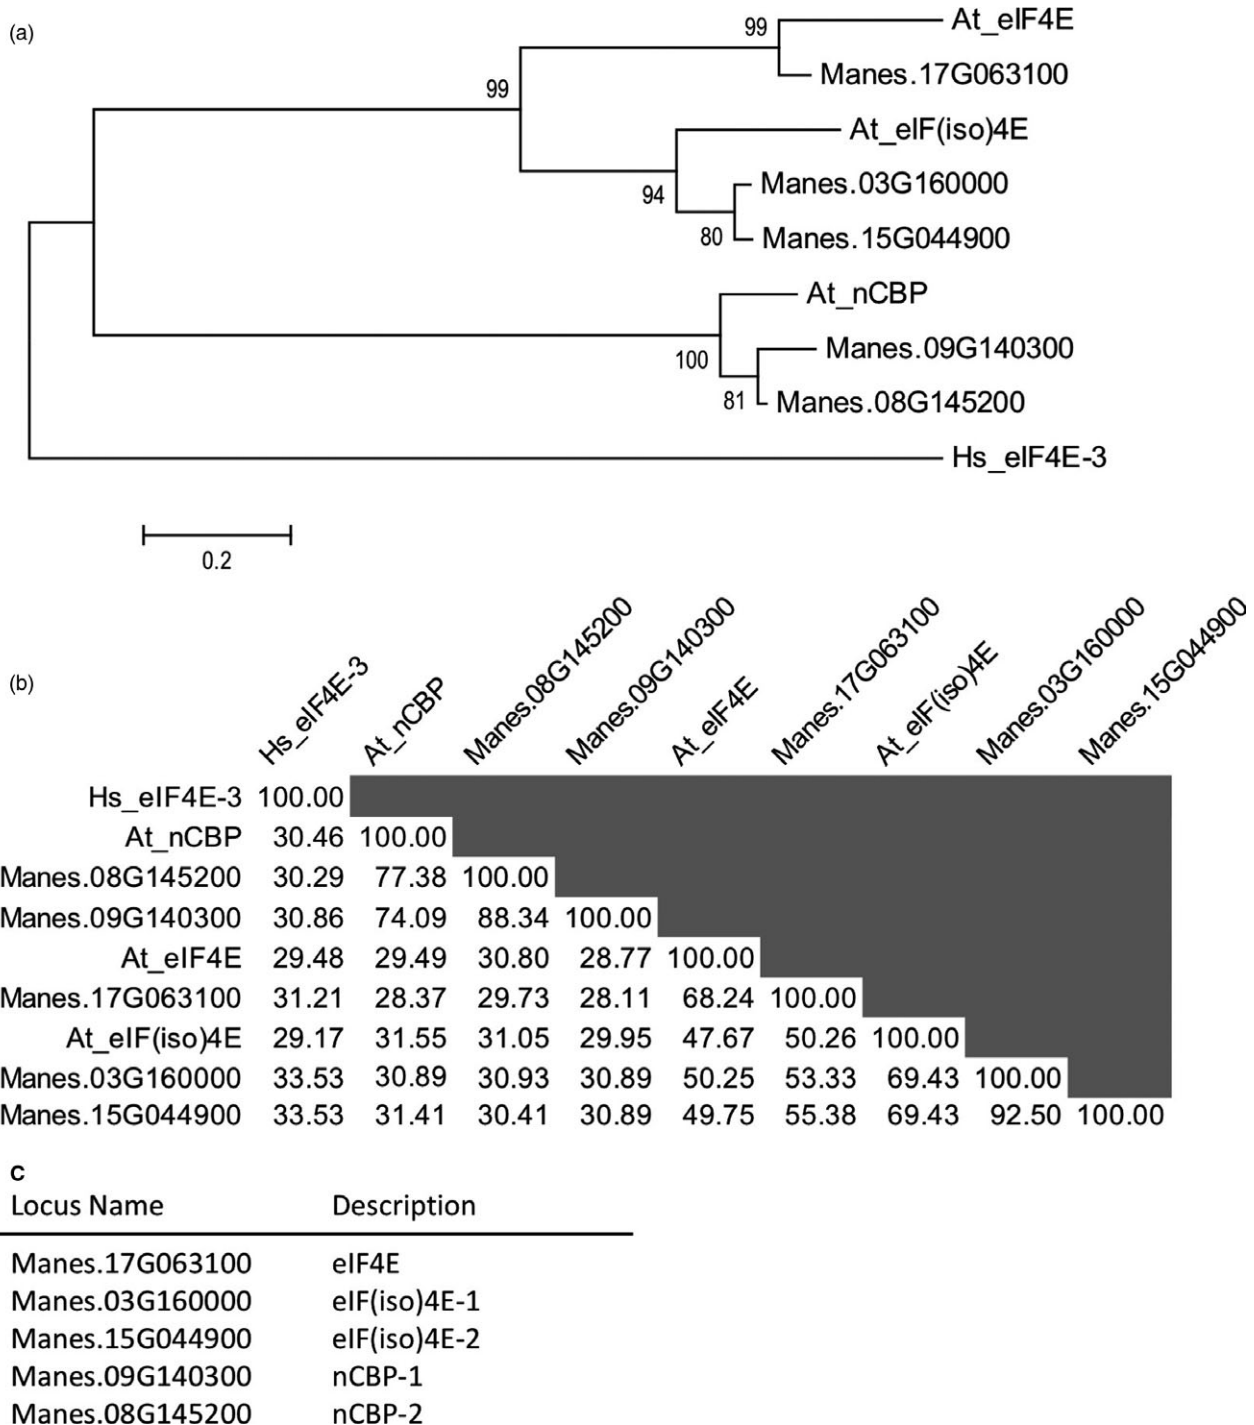 (a)
99
At_eIF4E
Manes.17G063100
99
At_eIF(iso)4E
94
Manes.03G160000
80
Manes.15G044900
At_nCBP
100
Manes.09G140300
81
Manes.08G145200
Hs_eIF4E-3
0.2
(b)
Hs_eIF4E-3 At_nCBP Manes.08G145200 Manes.09G140300 At_eIF4E Manes.17G063100 At_eIF(iso)4E Manes.03G160000 Manes.15G044900
Hs_eIF4E-3 100.00
At_nCBP 30.46 100.00
Manes.08G145200 30.29 77.38 100.00
Manes.09G140300 30.86 74.09 88.34 100.00
At_eIF4E 29.48 29.49 30.80 28.77 100.00
Manes.17G063100 31.21 28.37 29.73 28.11 68.24 100.00
At_eIF(iso)4E 29.17 31.55 31.05 29.95 47.67 50.26 100.00
Manes.03G160000 33.53 30.89 30.93 30.89 50.25 53.33 69.43 100.00
Manes.15G044900 33.53 31.41 30.41 30.89 49.75 55.38 69.43 92.50 100.00
c
Locus Name Description
Manes.17G063100 eIF4E
Manes.03G160000 eIF(iso)4E-1
Manes.15G044900 eIF(iso)4E-2
Manes.09G140300 nCBP-1
Manes.08G145200 nCBP-2